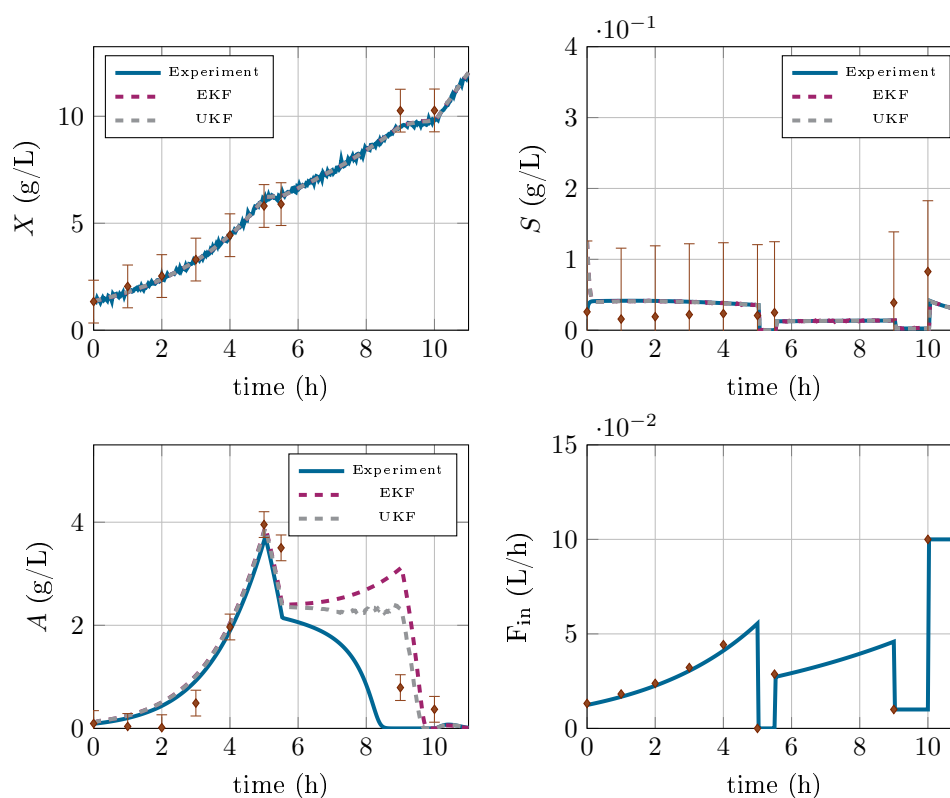 Experiment
EKF
UKF
X (g/L)
10
5
0
0 2 4 6 8 10
time (h)
·10⁻¹
Experiment
EKF
UKF
S (g/L)
4
3
2
1
0
0 2 4 6 8 10
time (h)
Experiment
EKF
UKF
A (g/L)
4
2
0
0 2 4 6 8 10
time (h)
·10⁻²
F_in (L/h)
15
10
5
0
0 2 4 6 8 10
time (h)